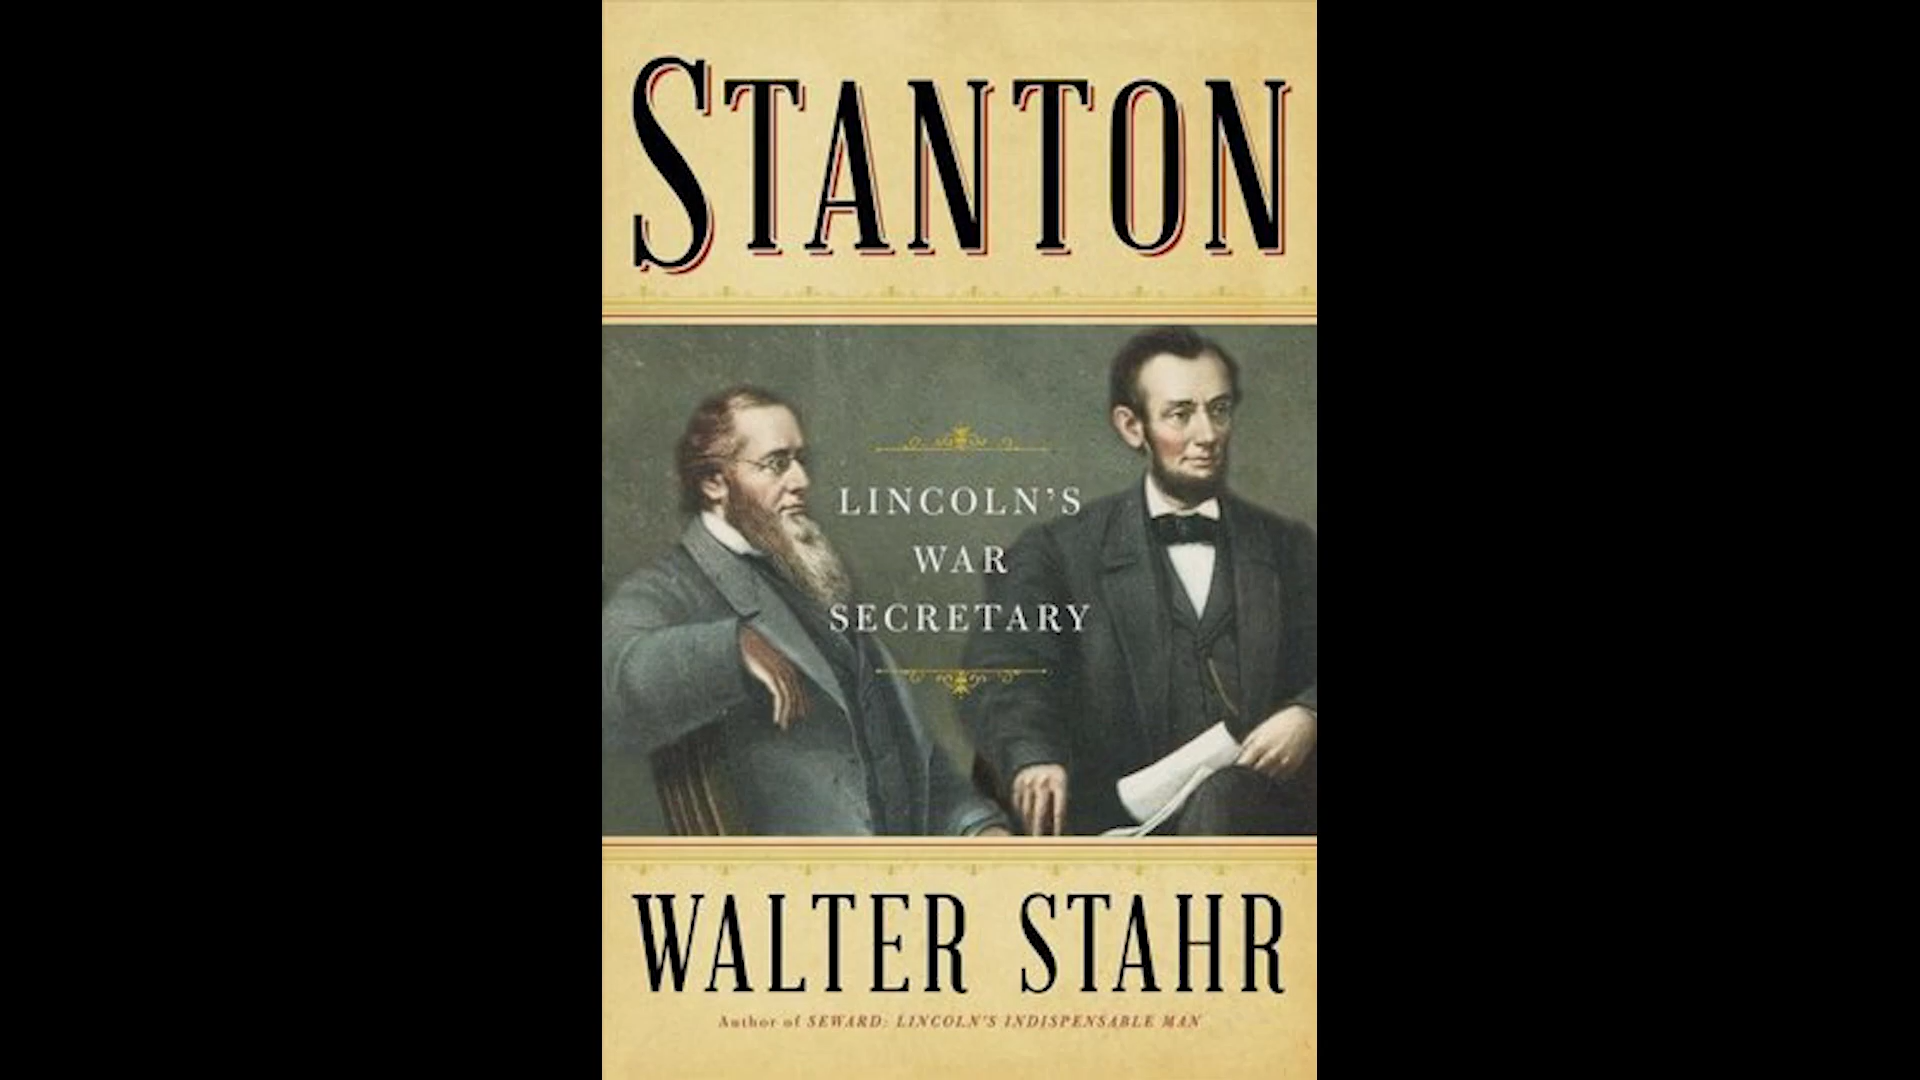 STANTON
LINCOLN'S
WAR
SECRETARY
WALTER STAHR
Author of SEWARD: LINCOLN'S INDISPENSABLE MAN